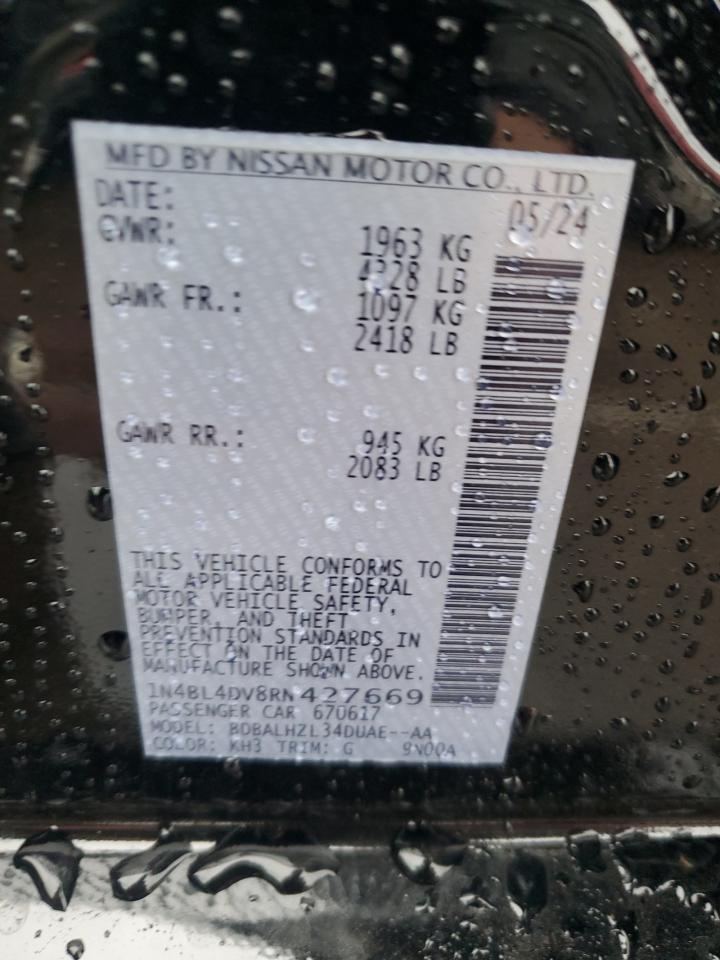 MFD BY NISSAN MOTOR CO., LTD.
DATE: 05/24
GVWR: 1963 KG
4328 LB
GAWR FR.: 1097 KG
2418 LB
GAWR RR.: 945 KG
2083 LB
THIS VEHICLE CONFORMS TO
ALL APPLICABLE FEDERAL
MOTOR VEHICLE SAFETY,
BUMPER, AND THEFT
PREVENTION STANDARDS IN
EFFECT ON THE DATE OF
MANUFACTURE SHOWN ABOVE.
1N4BL4DV8RN427669
PASSENGER CAR 670617
MODEL: BDBALHZL34DUAE--AA
COLOR: KH3 TRIM: G 9N00A